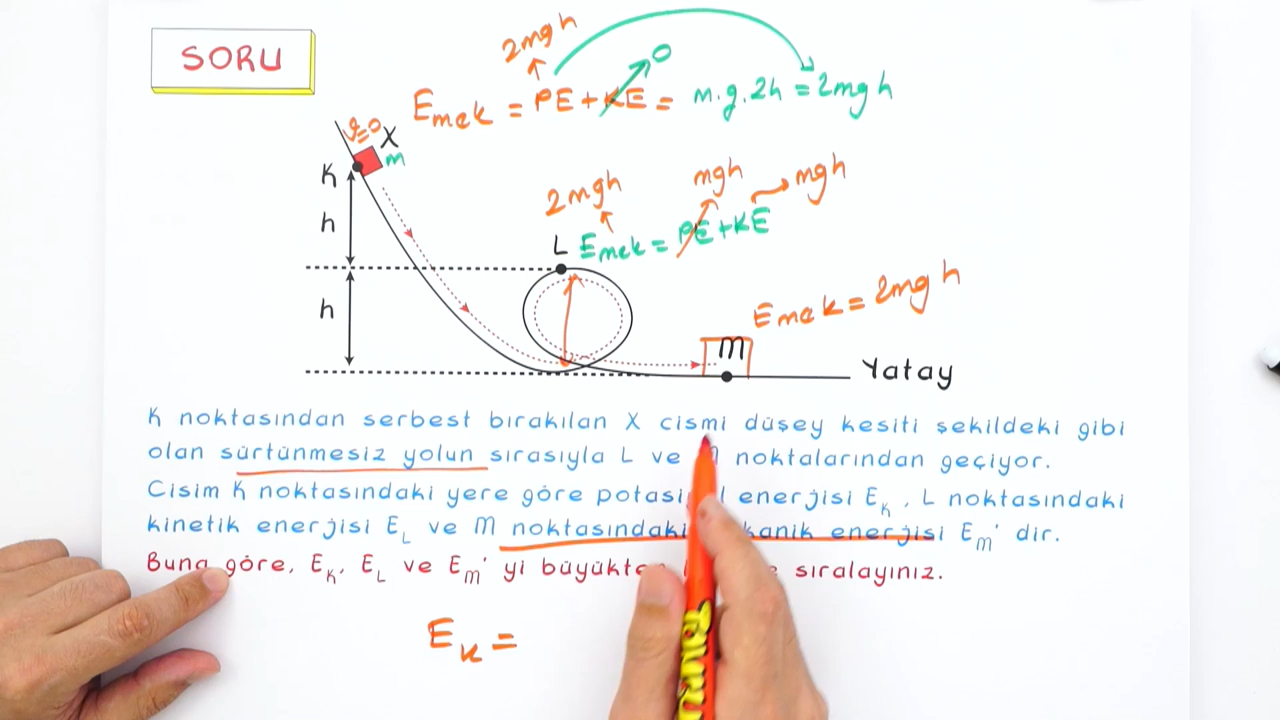 SORU
2mgh
0
Emek = PE + KE = m.g.2h = 2mgh
ϑ=0
X
m
K
h
h
2mgh
mgh
mgh
L
Emek = PE + KE
Emek = 2mgh
M
Yatay
K noktasından serbest bırakılan X cismi düşey kesiti şekildeki gibi
olan sürtünmesiz yolun sırasıyla L ve noktalarından geçiyor.
Cisim K noktasındaki yere göre enerjisi EK, L noktasındaki
kinetik enerjisi EL ve M noktasındaki enerjisi EM' dir.
Buna göre, EK, EL ve EM' yi sıralayınız.
EK =